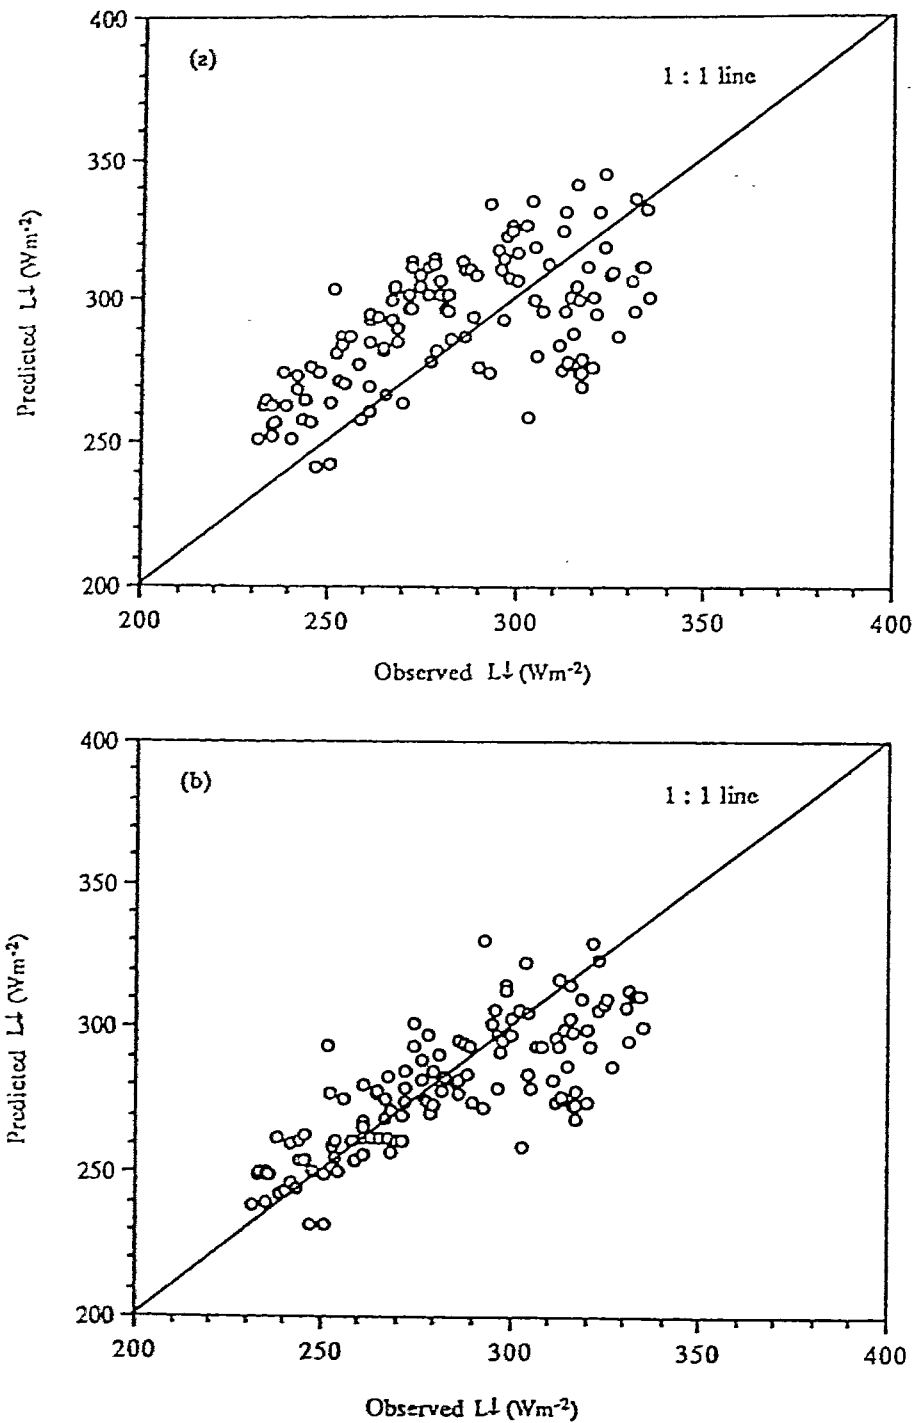 400
(a)
1 : 1 line
350
Predicted L↓ (Wm-2)
300
250
200
200 250 300 350 400
Observed L↓ (Wm-2)
400
(b)
1 : 1 line
350
Predicted L↓ (Wm-2)
300
250
200
200 250 300 350 400
Observed L↓ (Wm-2)